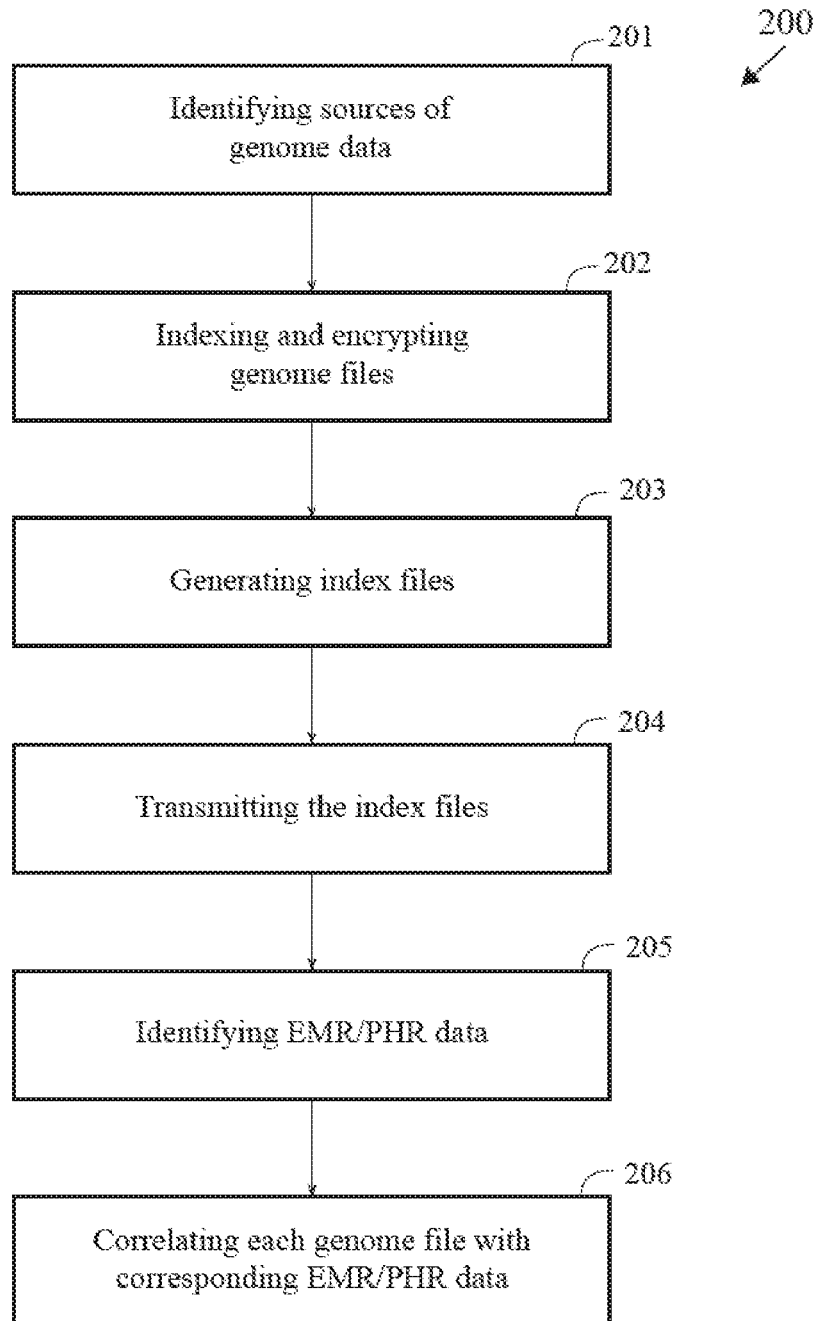 200
201
Identifying sources of
genome data
202
Indexing and encrypting
genome files
203
Generating index files
204
Transmitting the index files
205
Identifying EMR/PHR data
206
Correlating each genome file with
corresponding EMR/PHR data